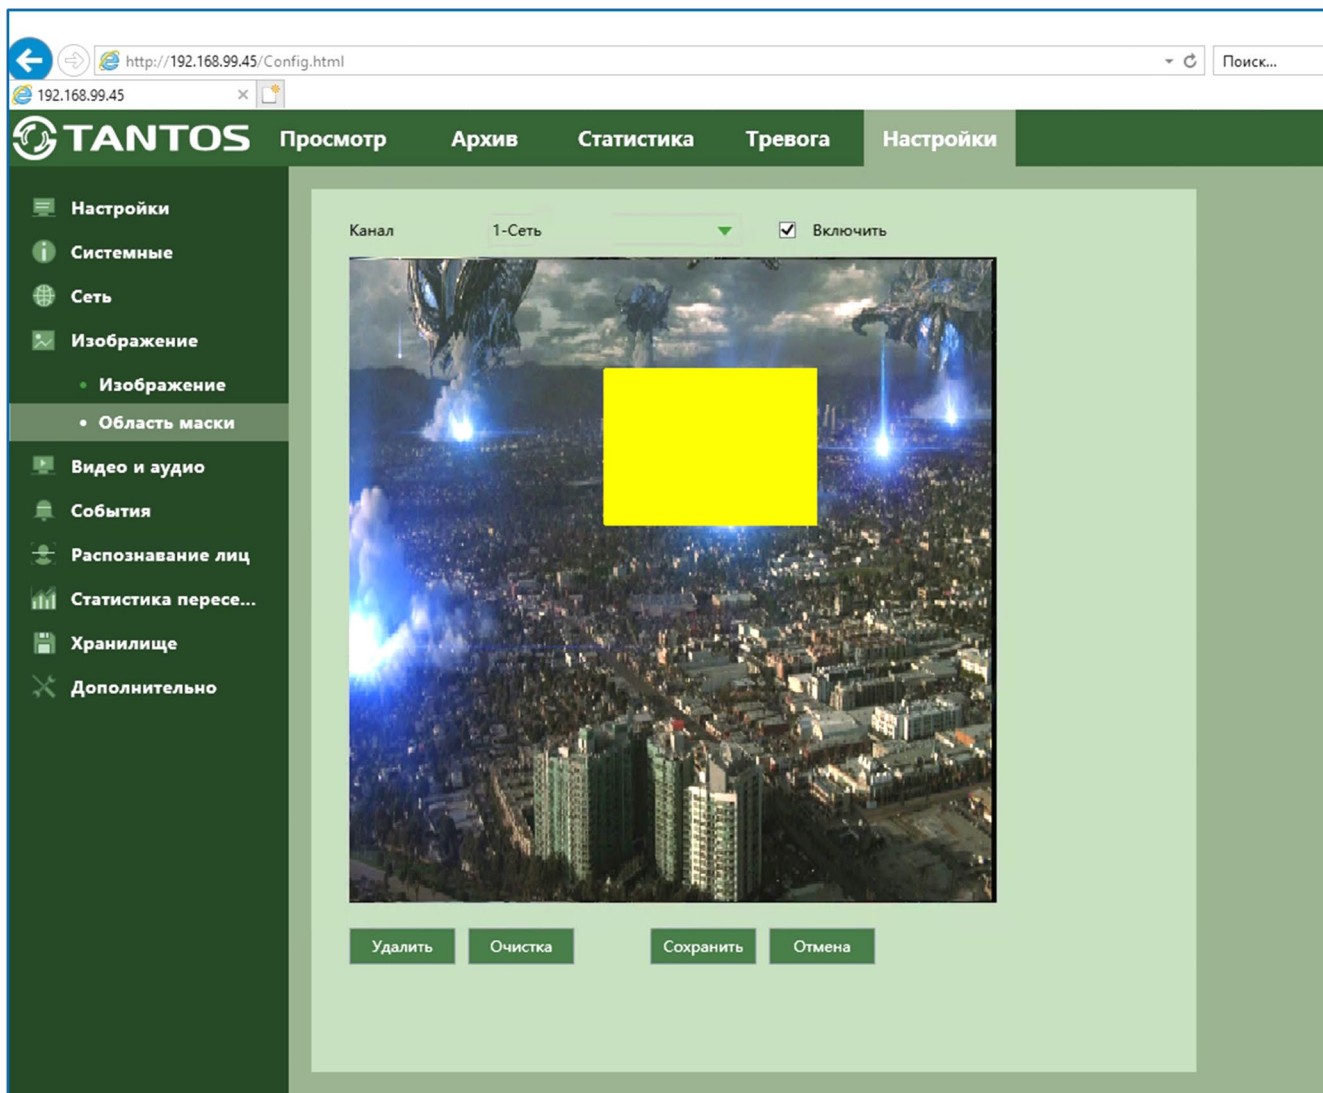 http://192.168.99.45/Config.html
Поиск...
192.168.99.45
TANTOS Просмотр Архив Статистика Тревога Настройки
Настройки
Системные
Сеть
Изображение
Изображение
Область маски
Видео и аудио
События
Распознавание лиц
Статистика пересе...
Хранилище
Дополнительно
Канал 1-Сеть Включить
Удалить Очистка Сохранить Отмена